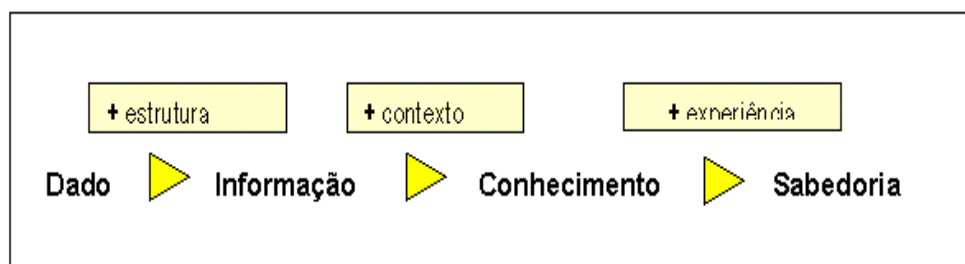 + estrutura + contexto + experiência
Dado Informação Conhecimento Sabedoria